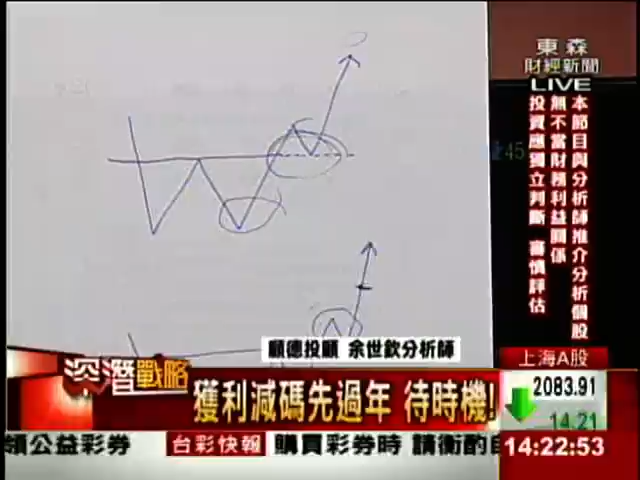 東森
財經新聞
LIVE
本節目與分析師推介分析個股
無不當財務利益關係
投資應獨立判斷 審慎評估
45
顧德投顧 余世欽分析師
深潛戰略
獲利減碼先過年 待時機!
上海A股
2083.91
14.21
領公益彩券 台彩快報 購買彩券時 請衡酌自
14:22:53